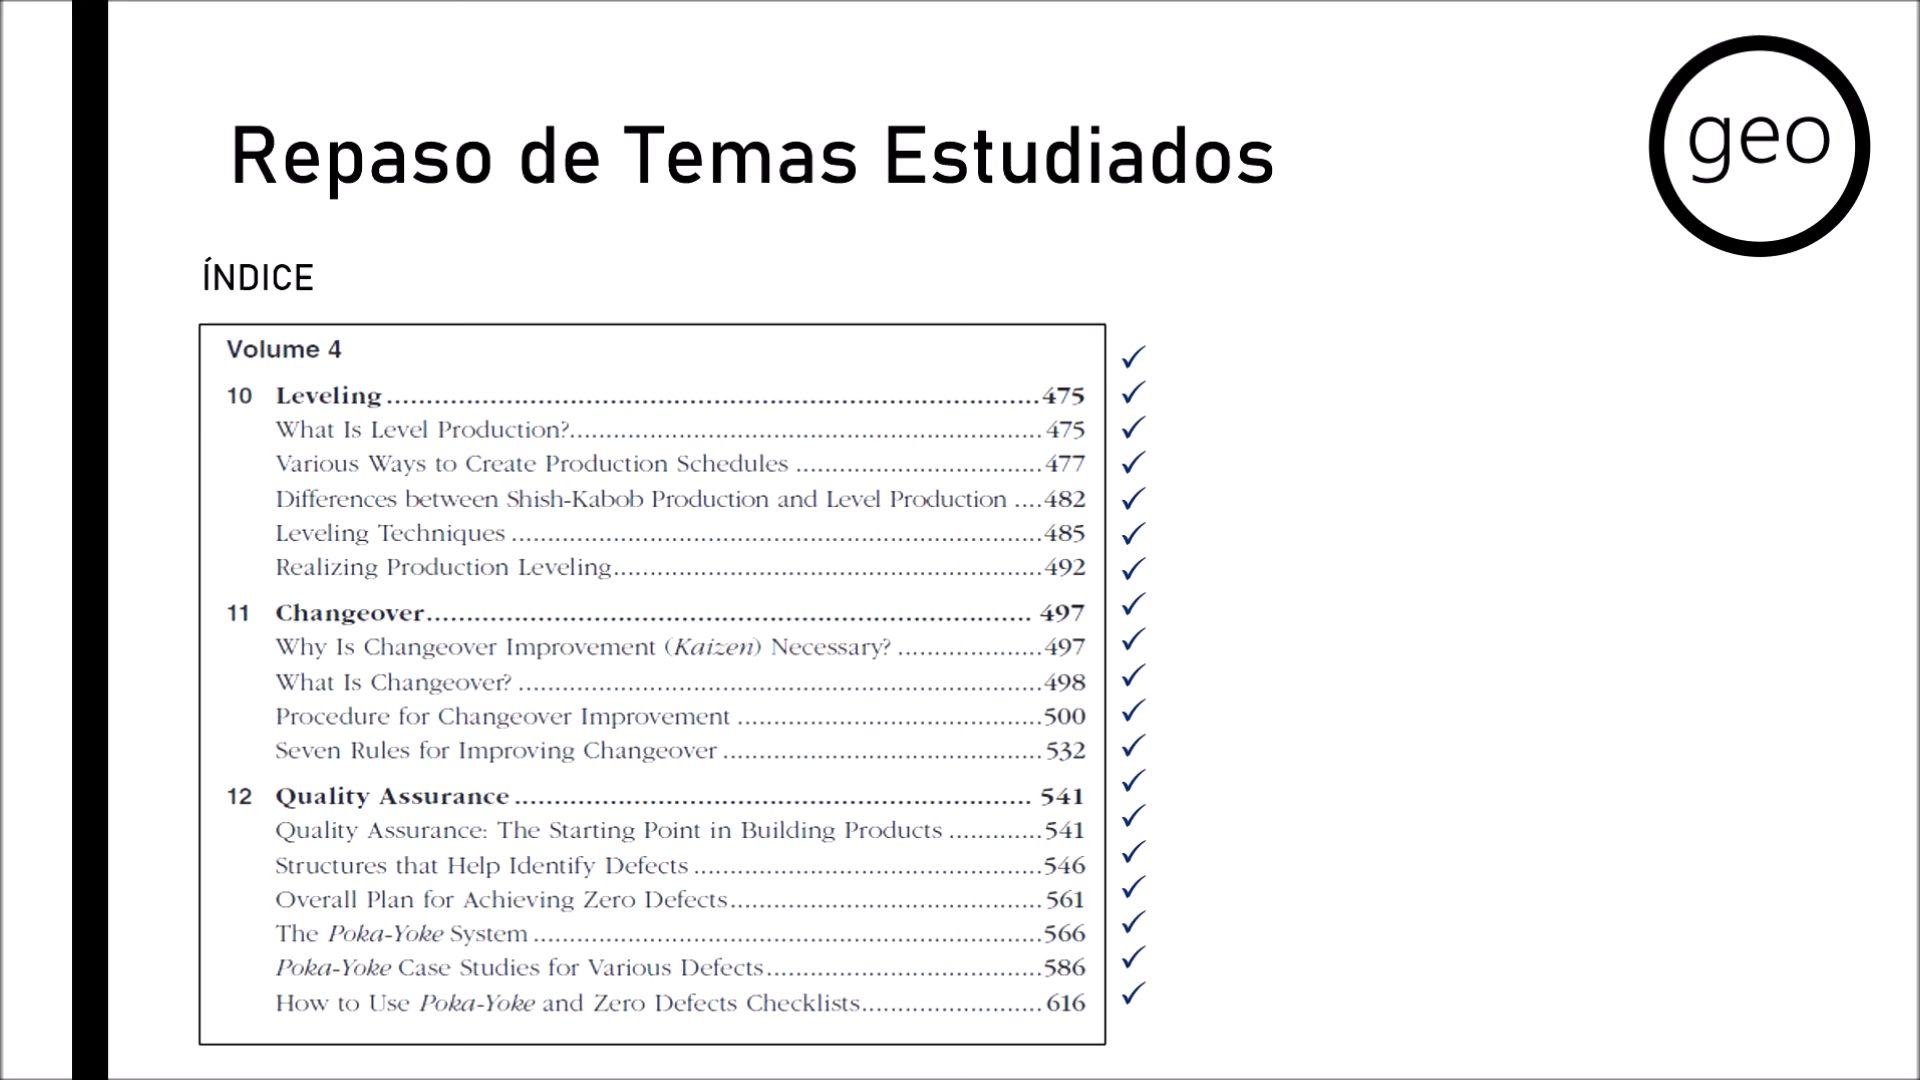 Repaso de Temas Estudiados
geo
ÍNDICE
Volume 4
10 Leveling....................475
What Is Level Production?....................475
Various Ways to Create Production Schedules ....................477
Differences between Shish-Kabob Production and Level Production ....482
Leveling Techniques ....................485
Realizing Production Leveling....................492
11 Changeover.................... 497
Why Is Changeover Improvement (Kaizen) Necessary? ....................497
What Is Changeover? ....................498
Procedure for Changeover Improvement ....................500
Seven Rules for Improving Changeover ....................532
12 Quality Assurance .................... 541
Quality Assurance: The Starting Point in Building Products ............541
Structures that Help Identify Defects ....................546
Overall Plan for Achieving Zero Defects....................561
The Poka-Yoke System ....................566
Poka-Yoke Case Studies for Various Defects....................586
How to Use Poka-Yoke and Zero Defects Checklists....................616